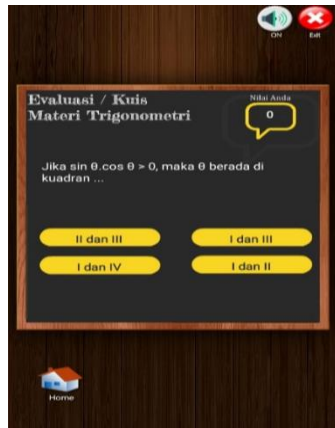 ON
Exit
Evaluasi / Kuis
Materi Trigonometri
Nilai Anda
0
Jika sin θ.cos θ > 0, maka θ berada di
kuadran ...
II dan III
I dan III
I dan IV
I dan II
Home